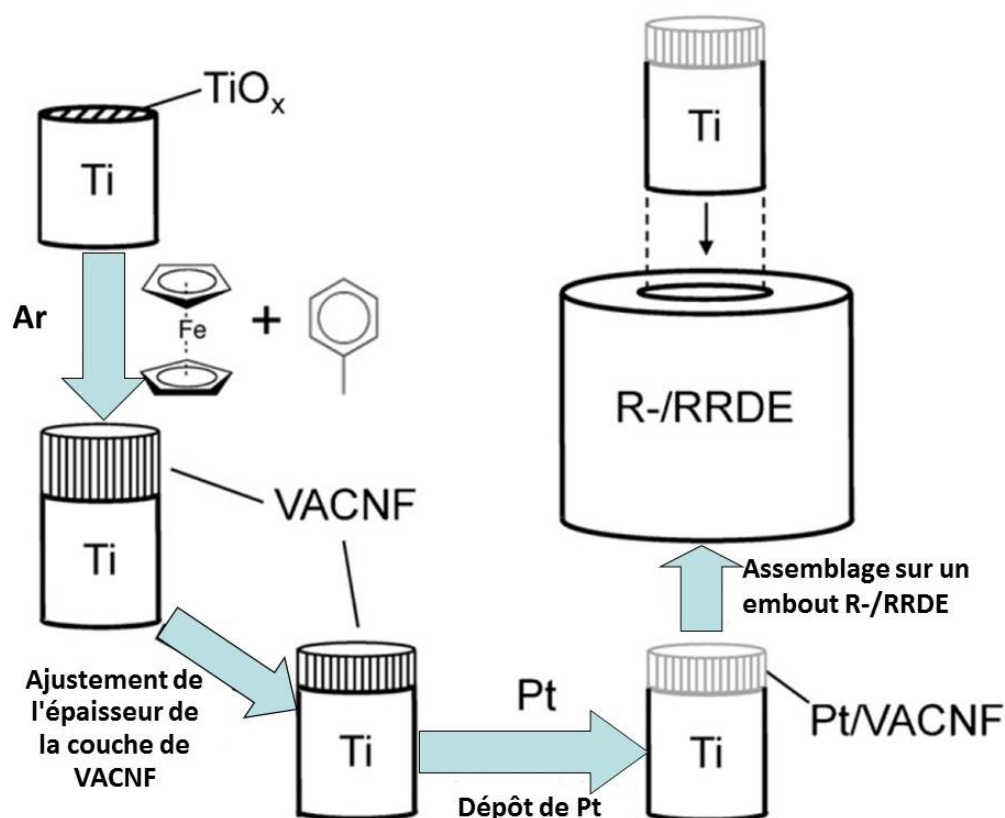 TiOx
Ti
Ar
Fe
+
VACNF
Ti
Ajustement de
l'épaisseur de
la couche de
VACNF
Ti
Pt
Dépôt de Pt
Ti
Pt/VACNF
Assemblage sur un
embout R-/RRDE
R-/RRDE
Ti